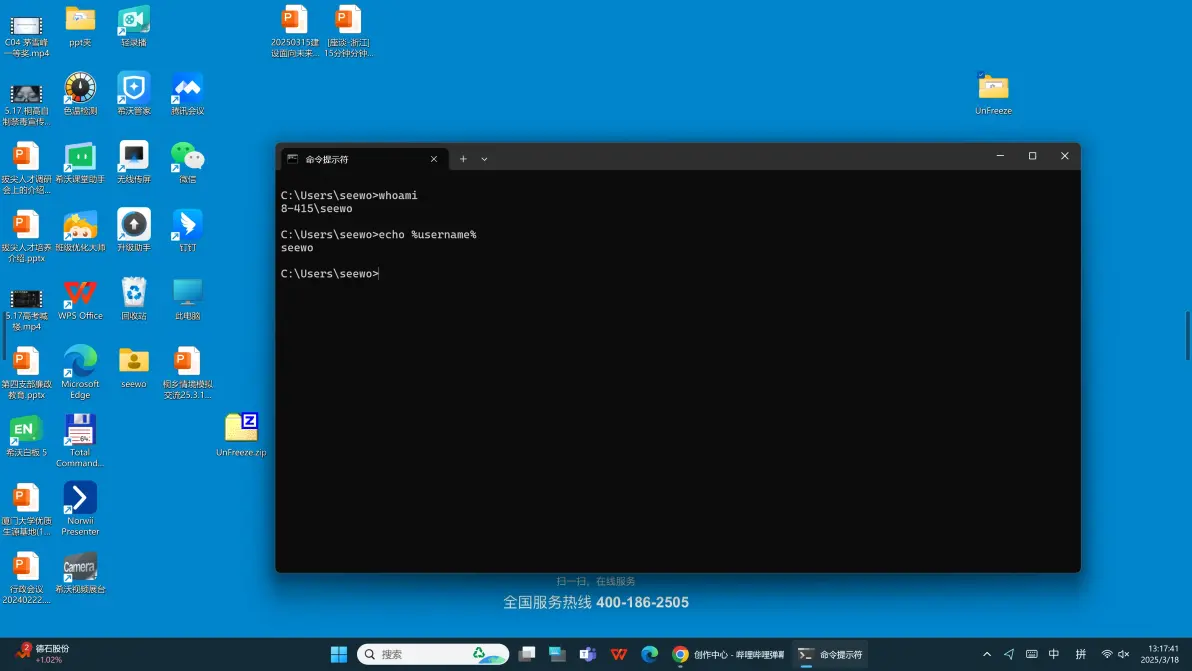 C04 茅雪峰
一等奖.mp4
ppt夹
轻录播
20250315建
设面向未来...
[座谈-浙江]
15分钟分钟...
5.17.桐高自
制禁毒宣传...
色温检测
希沃管家
腾讯会议
UnFreeze
拔尖人才调研
会上的介绍...
希沃课堂助手
无线传屏
微信
拔尖人才培养
介绍.pptx
班级优化大师
升级助手
钉钉
5.17高考喊
楼.mp4
WPS Office
回收站
此电脑
第四支部廉政
教育.pptx
Microsoft
Edge
seewo
桐乡情境模拟
交流25.3.1...
EN
希沃白板 5
Total
Command...
UnFreeze.zip
厦门大学优质
生源基地(1...
Norwii
Presenter
行政会议
20240222....
Camera
希沃视频展台
命令提示符
C:\Users\seewo>whoami
8-415\seewo
C:\Users\seewo>echo %username%
seewo
C:\Users\seewo>
扫一扫，在线服务
全国服务热线 400-186-2505
2
德石股份
+1.02%
搜索
创作中心 - 哔哩哔哩弹幕
命令提示符
中
拼
13:17:41
2025/3/18